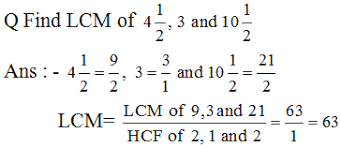 Q Find LCM of 4 1/2, 3 and 10 1/2
Ans : - 4 1/2 = 9/2, 3 = 3/1 and 10 1/2 = 21/2
LCM= LCM of 9,3 and 21 / HCF of 2, 1 and 2 = 63/1 = 63